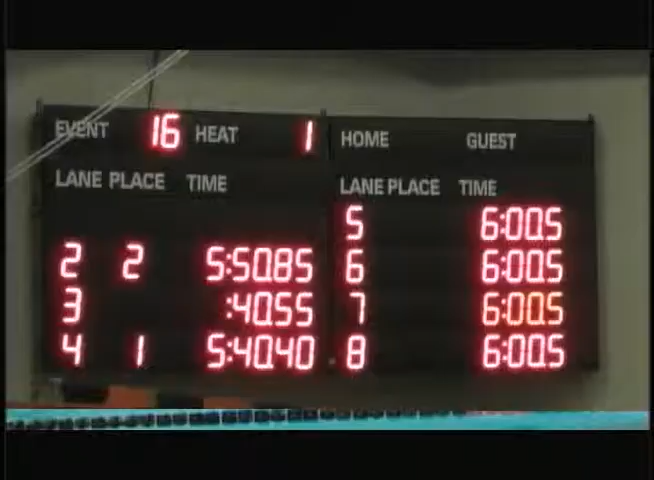 EVENT 16 HEAT 1
HOME GUEST
LANE PLACE TIME
2 2 5:50.85
3 :40.55
4 1 5:40.40
LANE PLACE TIME
5 6:00.5
6 6:00.5
7 6:00.5
8 6:00.5